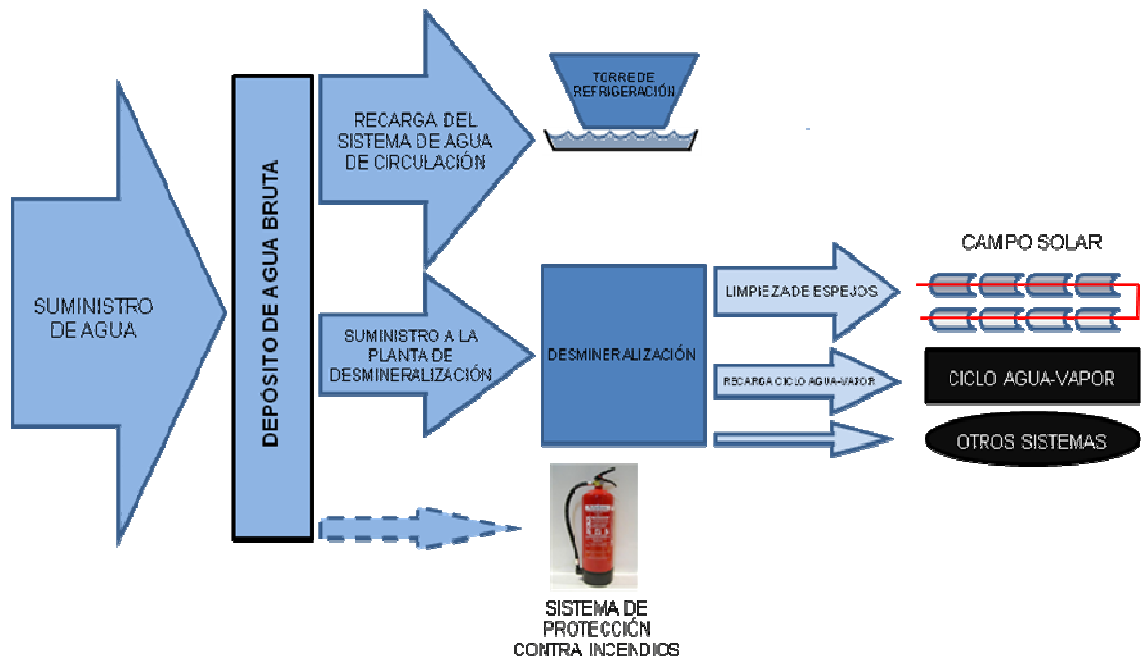 SUMINISTRO
DE AGUA
DEPÓSITO DE AGUA BRUTA
RECARGA DEL
SISTEMA DE AGUA
DE CIRCULACIÓN
TORRE DE
REFRIGERACIÓN
SUMINISTRO A LA
PLANTA DE
DESMINERALIZACIÓN
DESMINERALIZACIÓN
LIMPIEZA DE ESPEJOS
RECARGA CICLO AGUA-VAPOR
CAMPO SOLAR
CICLO AGUA-VAPOR
OTROS SISTEMAS
SISTEMA DE
PROTECCIÓN
CONTRA INCENDIOS